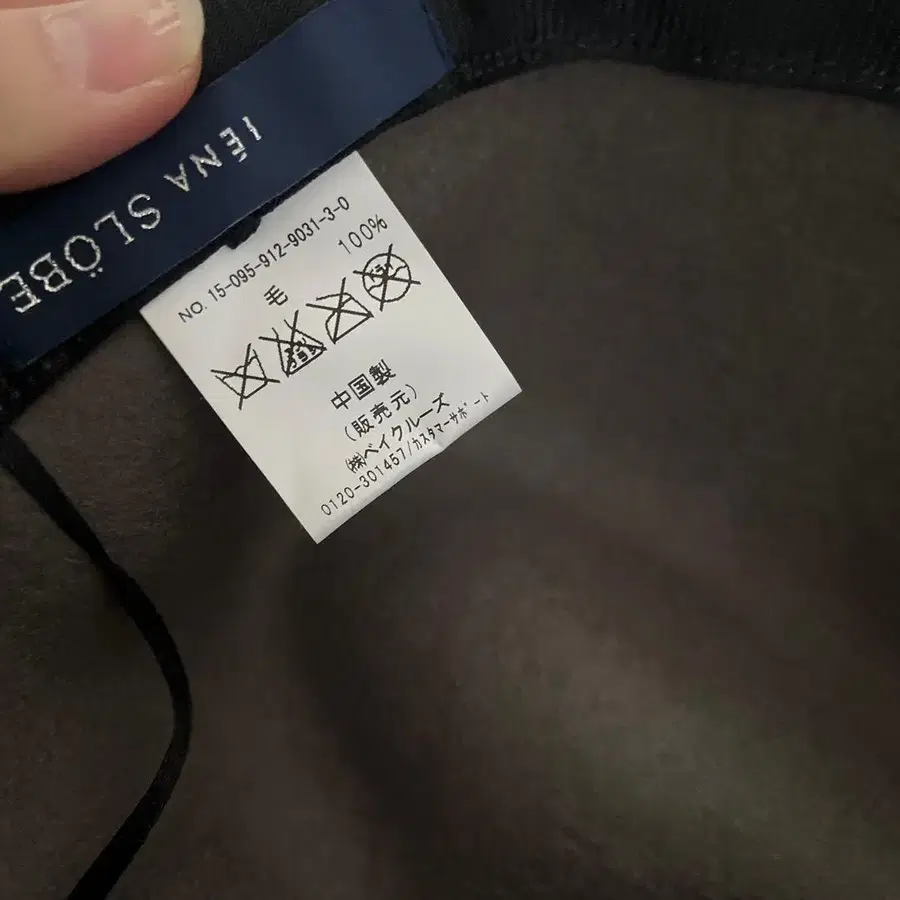 IÉNA SLÖBE
NO. 15-095-912-9031-3-0
毛 100%
中国製
(販売元)
㈱ベイクルーズ
0120-301457/カスタマーサポート